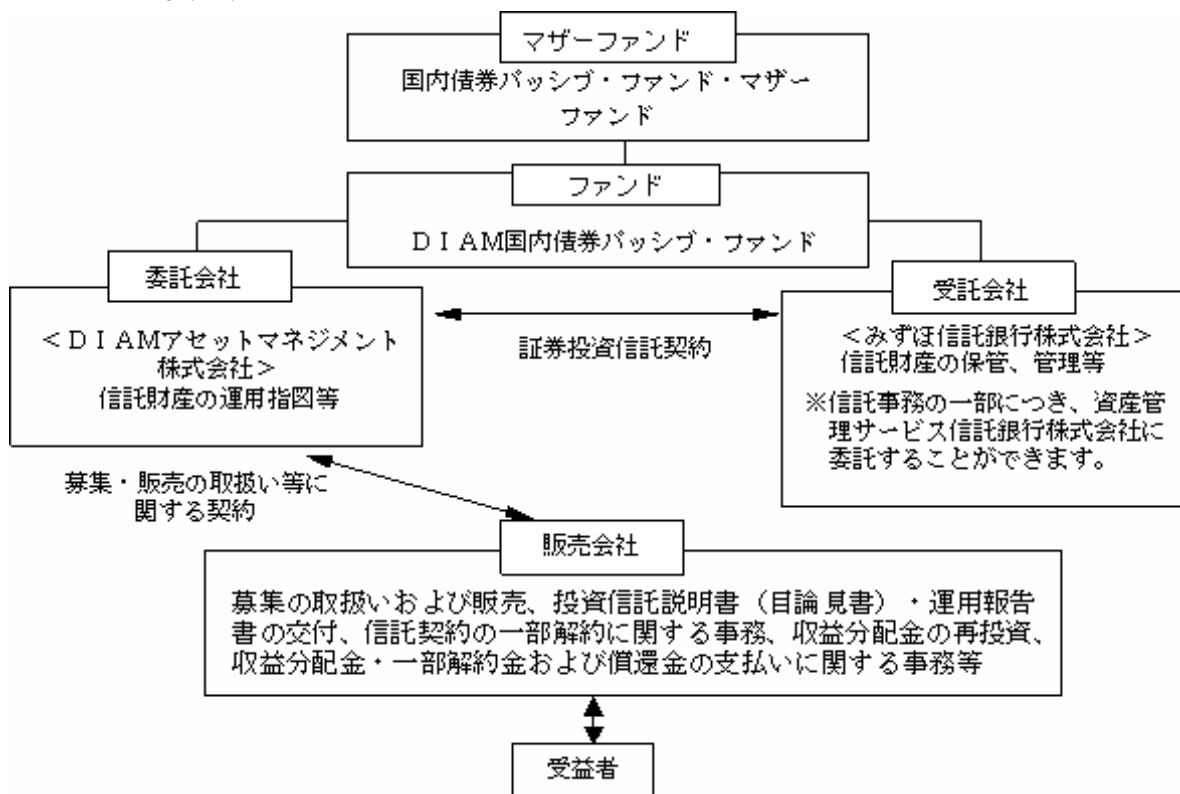 マザーファンド
国内債券パッシブ・ファンド・マザー
ファンド
ファンド
ＤＩＡＭ国内債券パッシブ・ファンド
委託会社
＜ＤＩＡＭアセットマネジメント
株式会社＞
信託財産の運用指図等
証券投資信託契約
受託会社
＜みずほ信託銀行株式会社＞
信託財産の保管、管理等
※信託事務の一部につき、資産管
理サービス信託銀行株式会社に
委託することができます。
募集・販売の取扱い等に
関する契約
販売会社
募集の取扱いおよび販売、投資信託説明書（目論見書）・運用報告
書の交付、信託契約の一部解約に関する事務、収益分配金の再投資、
収益分配金・一部解約金および償還金の支払いに関する事務等
受益者